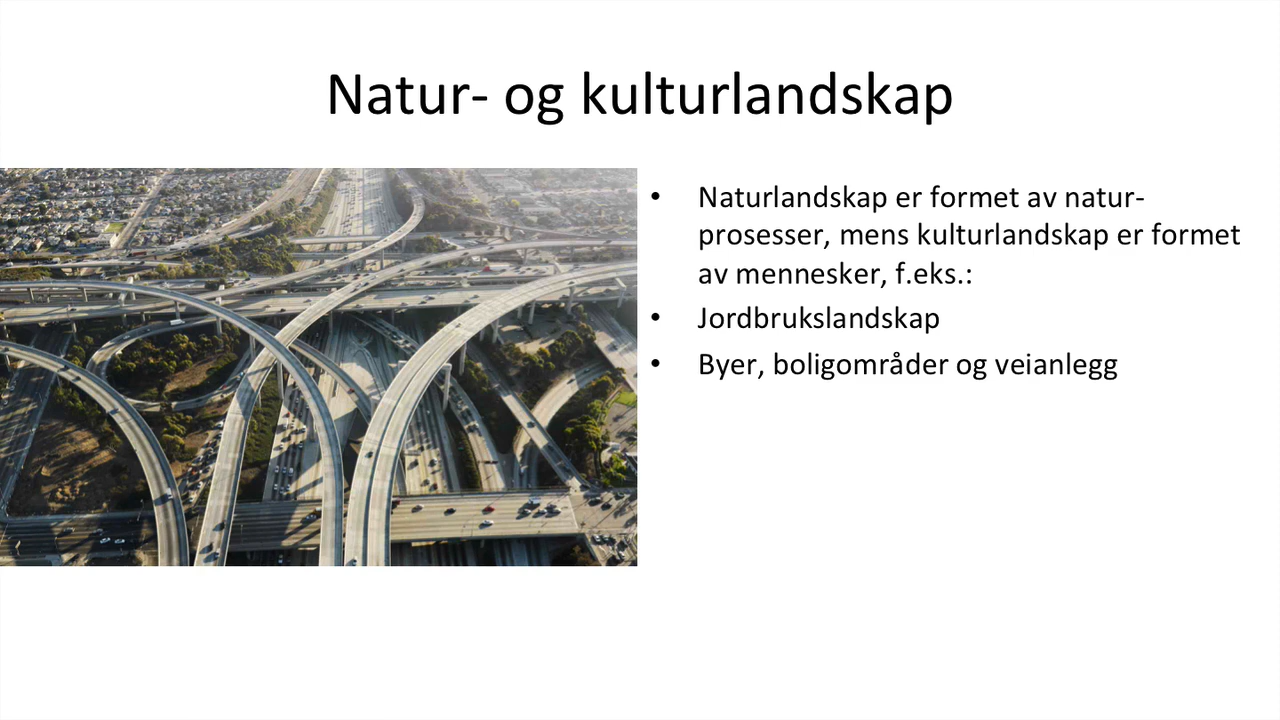 Natur- og kulturlandskap
• Naturlandskap er formet av natur-
prosesser, mens kulturlandskap er formet
av mennesker, f.eks.:
• Jordbrukslandskap
• Byer, boligområder og veianlegg